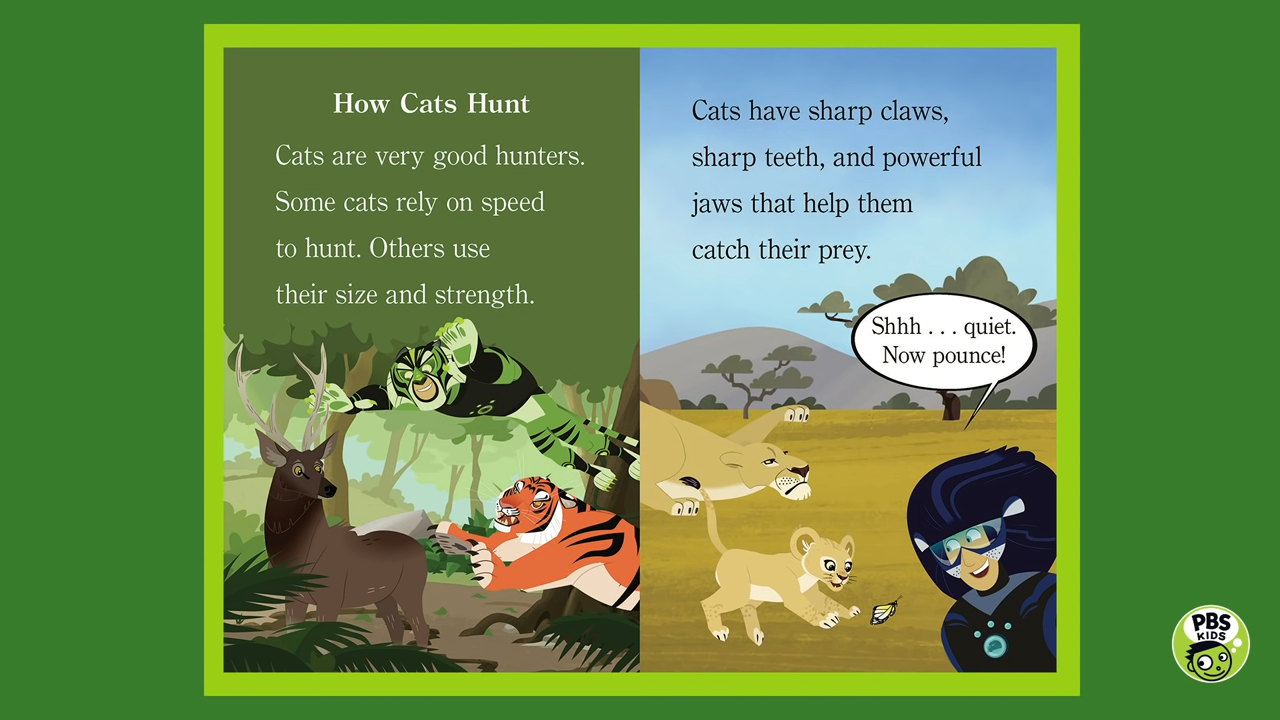 How Cats Hunt
Cats are very good hunters.
Some cats rely on speed
to hunt. Others use
their size and strength.
Cats have sharp claws,
sharp teeth, and powerful
jaws that help them
catch their prey.
Shhh . . . quiet.
Now pounce!
PBS
KIDS